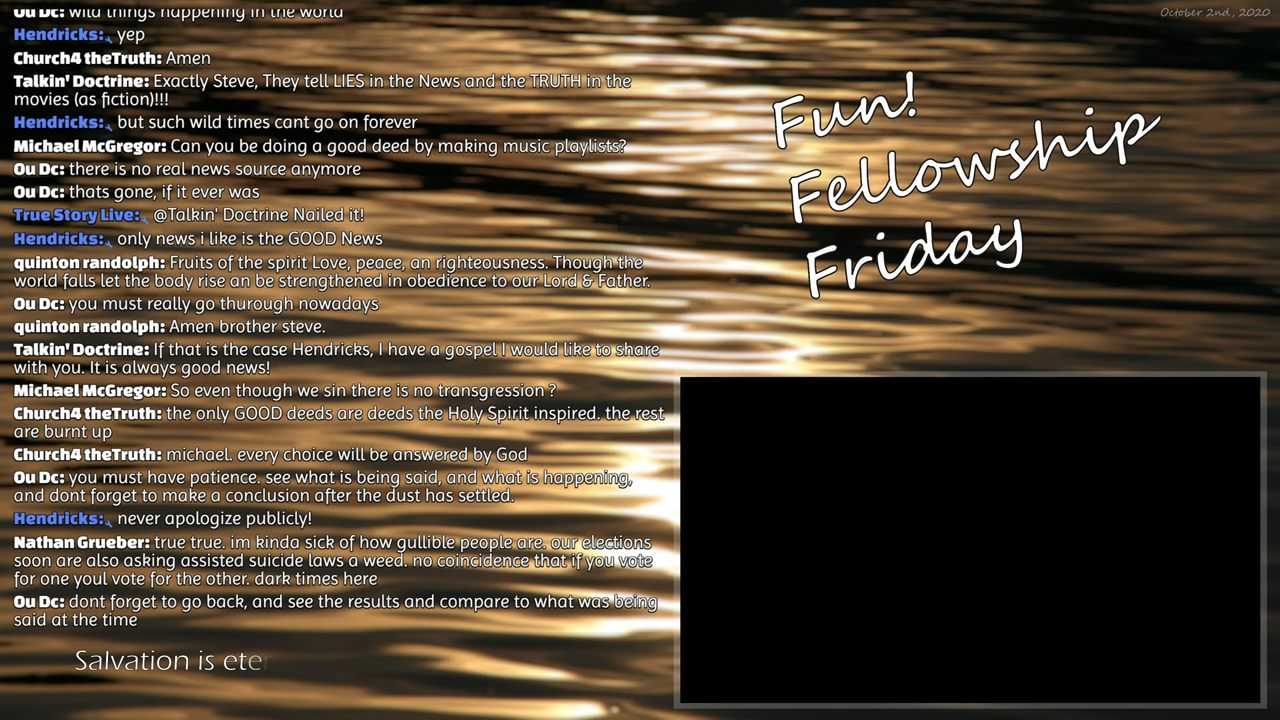 Ou Dc: wild things happening in the world
October 2nd, 2020
Hendricks: yep
Church4 theTruth: Amen
Talkin' Doctrine: Exactly Steve, They tell LIES in the News and the TRUTH in the
movies (as fiction)!!!
Hendricks: but such wild times cant go on forever
Michael McGregor: Can you be doing a good deed by making music playlists?
Ou Dc: there is no real news source anymore
Ou Dc: thats gone, if it ever was
True Story Live: @Talkin' Doctrine Nailed it!
Hendricks: only news i like is the GOOD News
quinton randolph: Fruits of the spirit Love, peace, an righteousness. Though the
world falls let the body rise an be strengthened in obedience to our Lord & Father.
Ou Dc: you must really go thurough nowadays
quinton randolph: Amen brother steve.
Talkin' Doctrine: If that is the case Hendricks, I have a gospel I would like to share
with you. It is always good news!
Michael McGregor: So even though we sin there is no transgression ?
Church4 theTruth: the only GOOD deeds are deeds the Holy Spirit inspired. the rest
are burnt up
Church4 theTruth: michael. every choice will be answered by God
Ou Dc: you must have patience. see what is being said, and what is happening,
and dont forget to make a conclusion after the dust has settled.
Hendricks: never apologize publicly!
Nathan Grueber: true true. im kinda sick of how gullible people are. our elections
soon are also asking assisted suicide laws a weed. no coincidence that if you vote
for one youl vote for the other. dark times here
Ou Dc: dont forget to go back, and see the results and compare to what was being
said at the time
Salvation is eter
Fun!
Fellowship
Friday